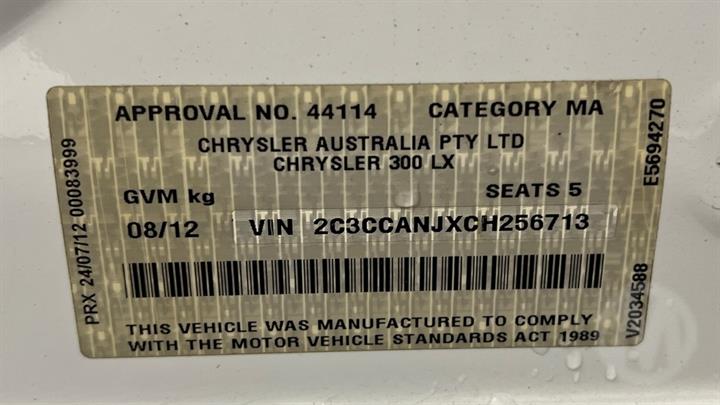 APPROVAL NO. 44114 CATEGORY MA
CHRYSLER AUSTRALIA PTY LTD
CHRYSLER 300 LX
GVM kg SEATS 5
08/12 VIN 2C3CCANJXCH256713
THIS VEHICLE WAS MANUFACTURED TO COMPLY
WITH THE MOTOR VEHICLE STANDARDS ACT 1989
PRX 24/07/12 00083999
E5694270
V2034588